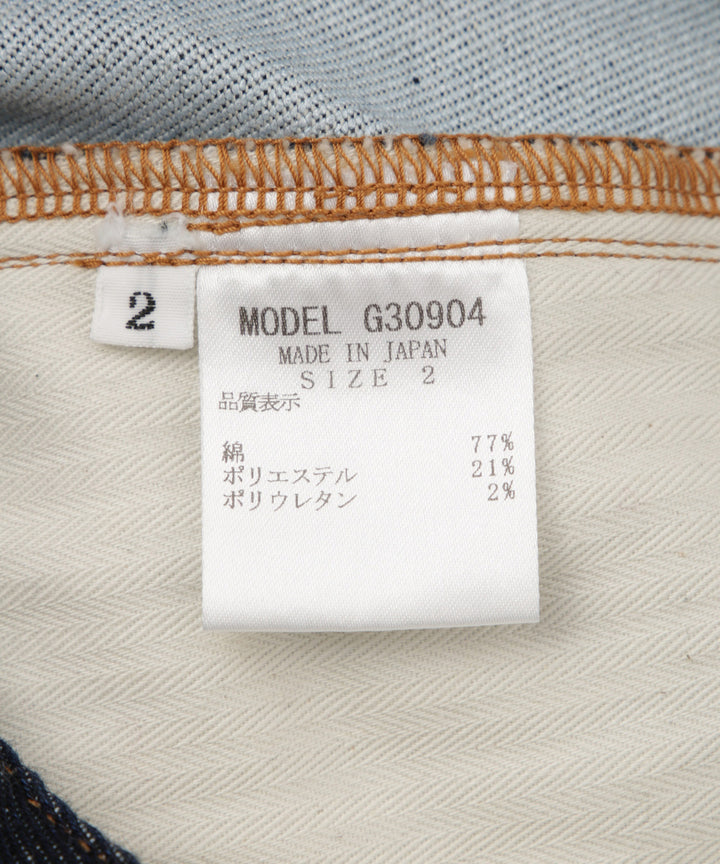 2
MODEL G30904
MADE IN JAPAN
SIZE 2
品質表示
綿 77%
ポリエステル 21%
ポリウレタン 2%